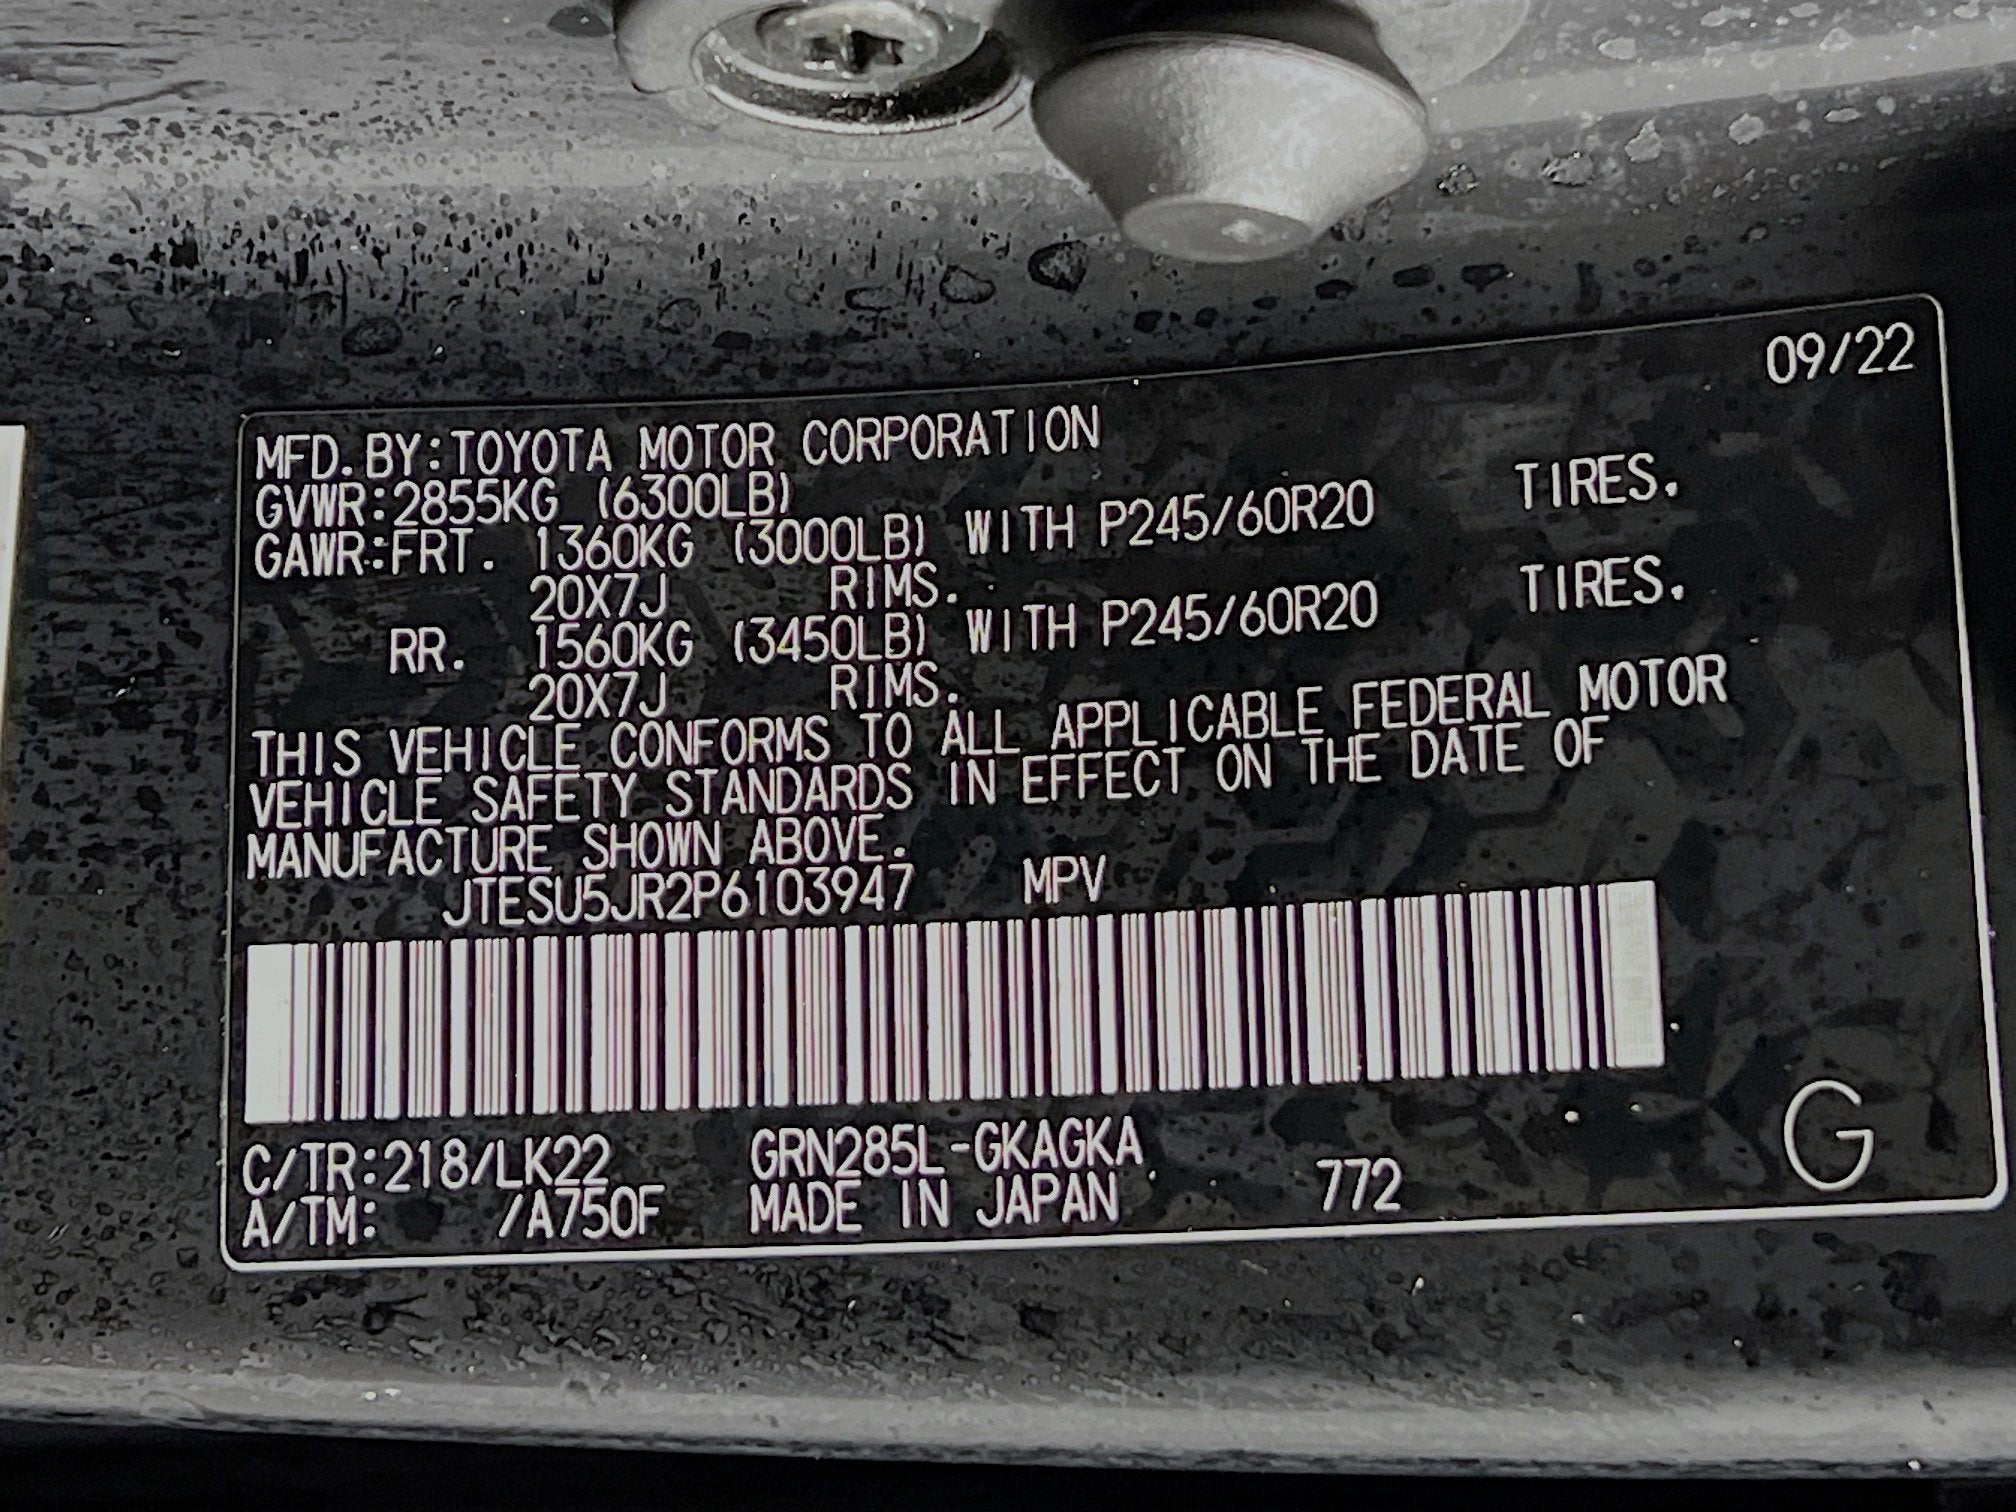 09/22
MFD.BY:TOYOTA MOTOR CORPORATION
GVWR:2855KG (6300LB)
GAWR:FRT. 1360KG (3000LB) WITH P245/60R20 TIRES.
20X7J RIMS.
RR. 1560KG (3450LB) WITH P245/60R20 TIRES.
20X7J RIMS.
THIS VEHICLE CONFORMS TO ALL APPLICABLE FEDERAL MOTOR
VEHICLE SAFETY STANDARDS IN EFFECT ON THE DATE OF
MANUFACTURE SHOWN ABOVE.
JTESU5JR2P6103947 MPV
C/TR:218/LK22 GRN285L-GKAGKA
A/TM: /A750F MADE IN JAPAN 772 G